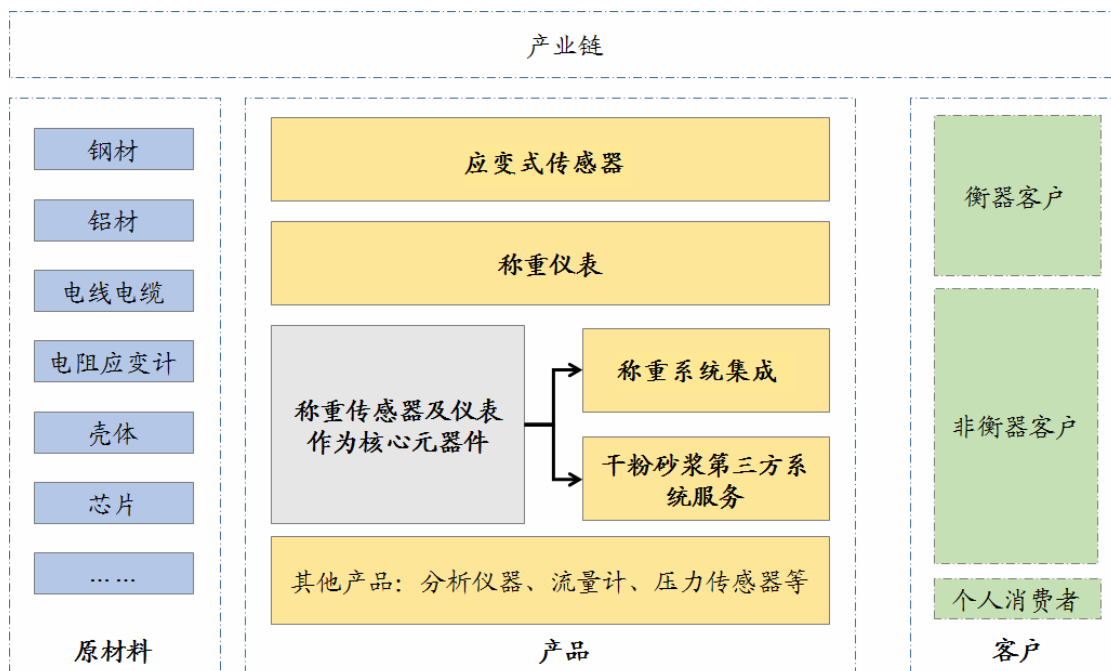 产业链
钢材
铝材
电线电缆
电阻应变计
壳体
芯片
……
原材料
应变式传感器
称重仪表
称重传感器及仪表
作为核心元器件
称重系统集成
干粉砂浆第三方系
统服务
其他产品：分析仪器、流量计、压力传感器等
产品
衡器客户
非衡器客户
个人消费者
客户